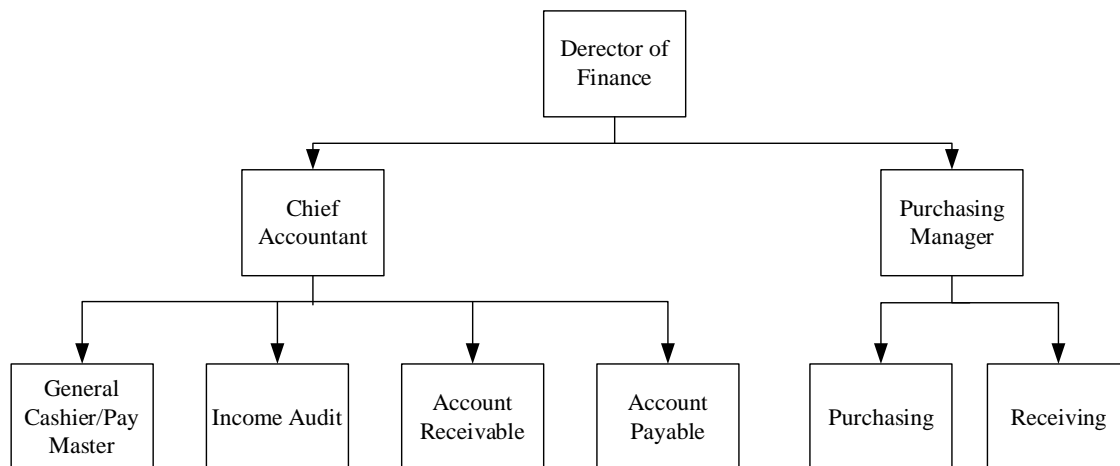 Derector of
Finance
Chief
Accountant
Purchasing
Manager
General
Cashier/Pay
Master
Income Audit
Account
Receivable
Account
Payable
Purchasing
Receiving